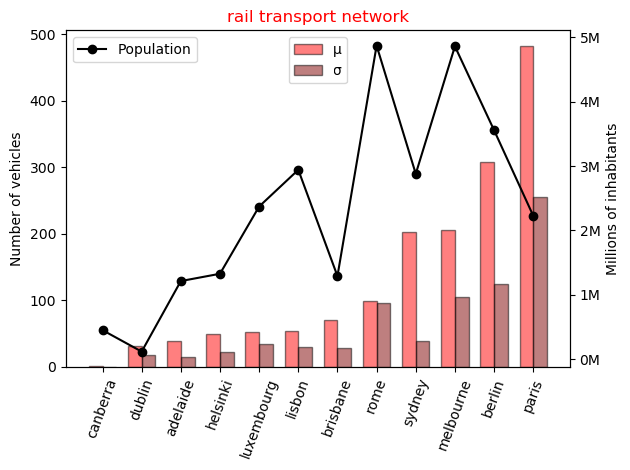 rail transport network
Population
μ
σ
Number of vehicles
500
400
300
200
100
0
5M
4M
3M
2M
1M
0M
Millions of inhabitants
canberra
dublin
adelaide
helsinki
luxembourg
lisbon
brisbane
rome
sydney
melbourne
berlin
paris